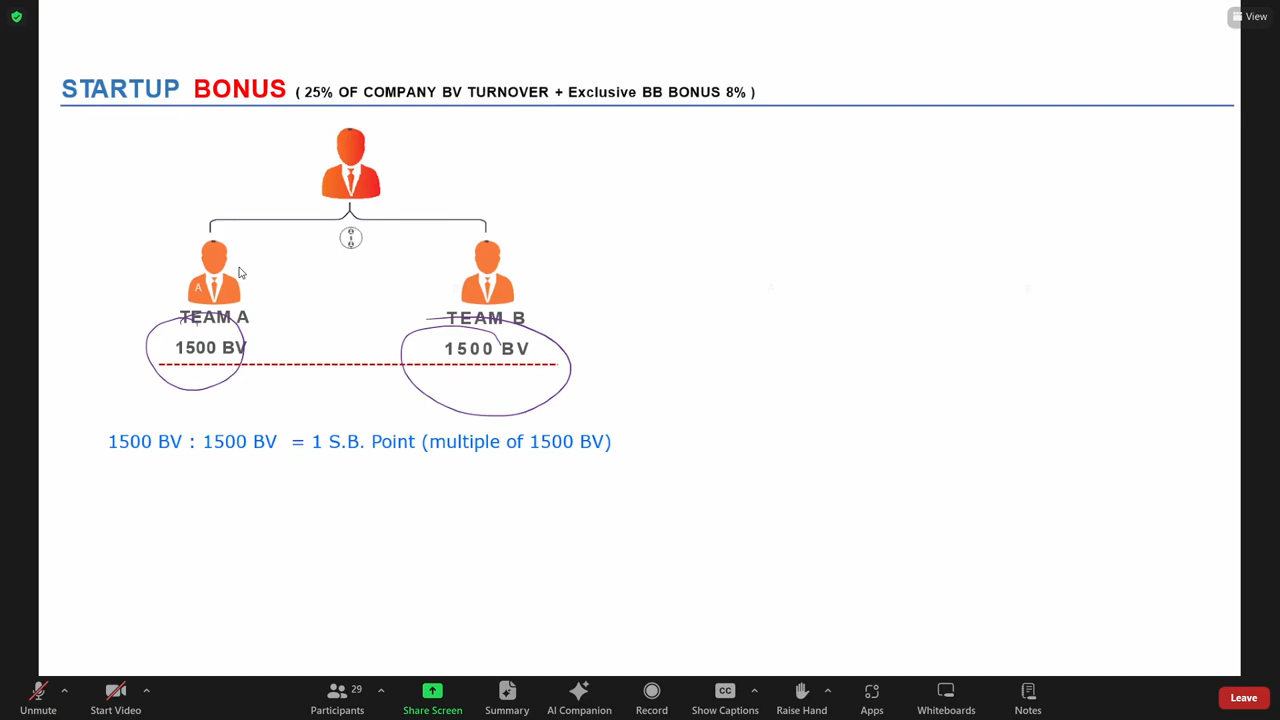 View
STARTUP BONUS ( 25% OF COMPANY BV TURNOVER + Exclusive BB BONUS 8% )
A
TEAM A
TEAM B
1500 BV
1500 BV
1500 BV : 1500 BV = 1 S.B. Point (multiple of 1500 BV)
29
CC
Unmute
Start Video
Participants
Share Screen
Summary
AI Companion
Record
Show Captions
Raise Hand
Apps
Whiteboards
Notes
Leave